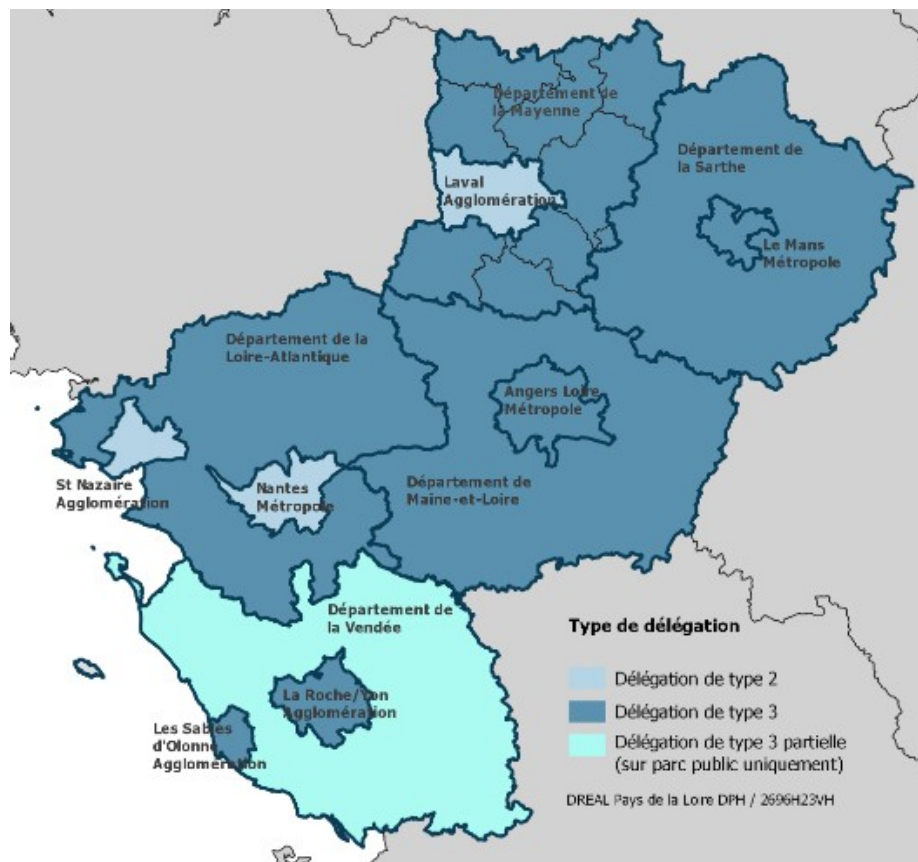 Département de
la Mayenne
Département de
la Sarthe
Laval
Agglomération
Le Mans
Métropole
Département de la
Loire-Atlantique
Angers Loire
Métropole
St Nazaire
Agglomération
Nantes
Métropole
Département de
Maine-et-Loire
Département de
la Vendée
La Roche/Yon
Agglomération
Les Sables
d'Olonne
Agglomération
Type de délégation
Délégation de type 2
Délégation de type 3
Délégation de type 3 partielle
(sur parc public uniquement)
DREAL Pays de la Loire DPH / 2696H23VH